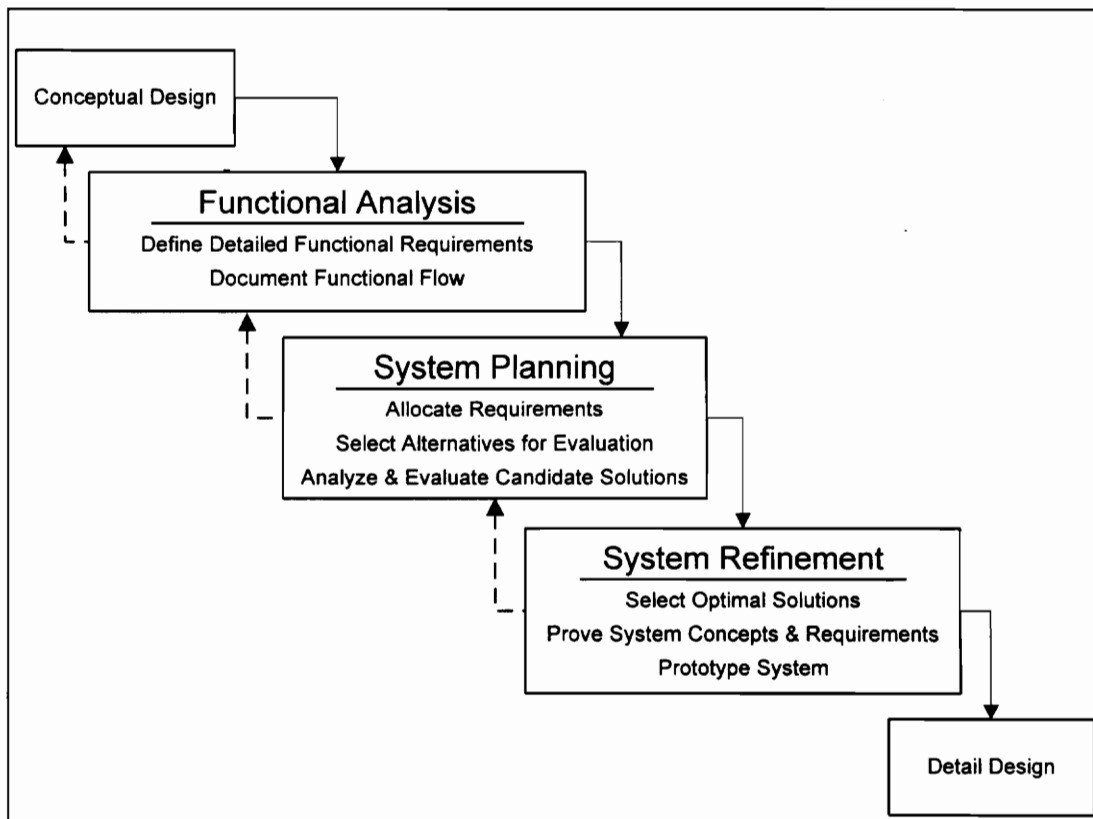 Conceptual Design
Functional Analysis
Define Detailed Functional Requirements
Document Functional Flow
System Planning
Allocate Requirements
Select Alternatives for Evaluation
Analyze & Evaluate Candidate Solutions
System Refinement
Select Optimal Solutions
Prove System Concepts & Requirements
Prototype System
Detail Design